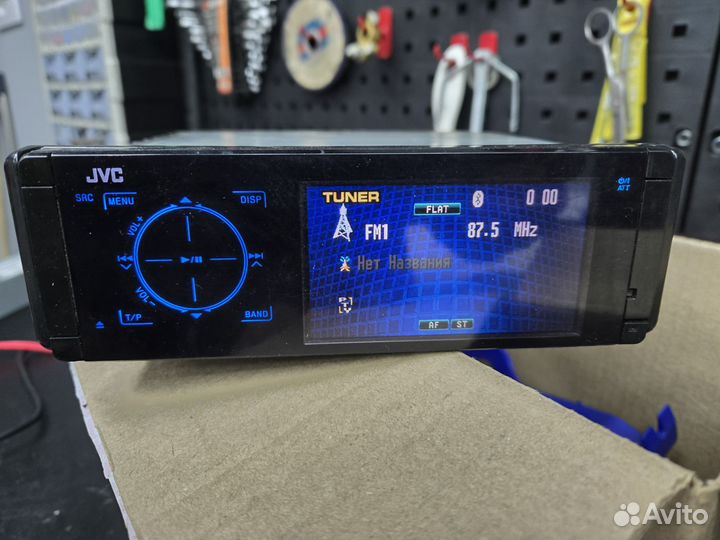 JVC
SRC
MENU
DISP
VOL+
VOL-
T/P
BAND
ATT
TUNER
FLAT
0 00
FM1
87.5 MHz
Нет Названия
AF
ST
Avito